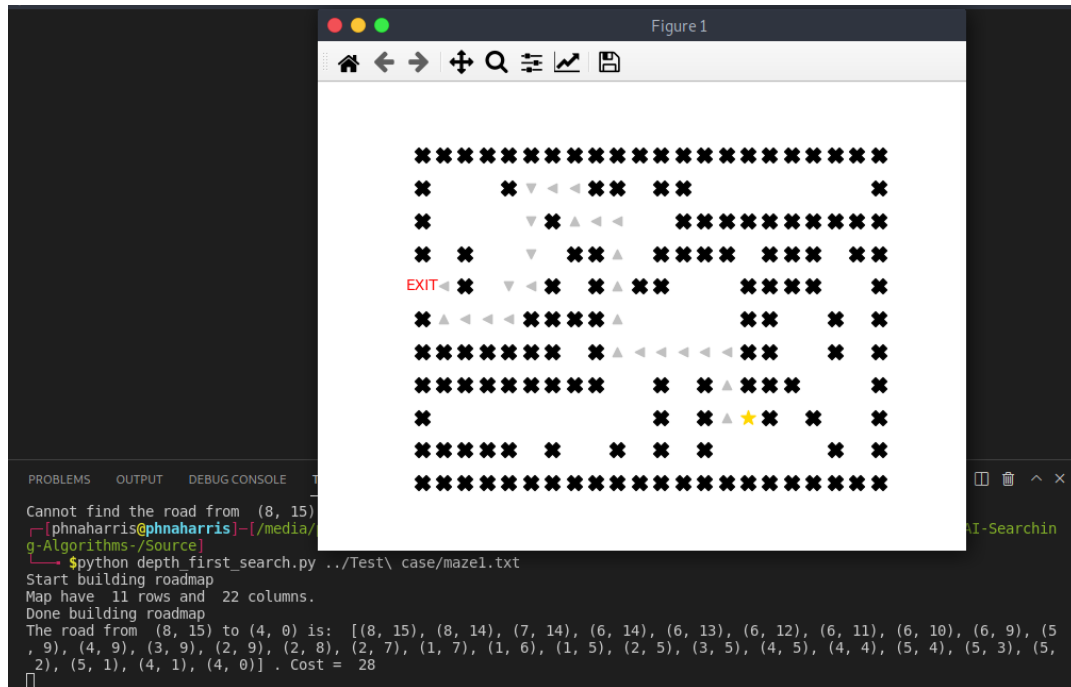 Figure 1
EXIT
PROBLEMS OUTPUT DEBUG CONSOLE
Cannot find the road from (8, 15)
┌─[phnaharris@phnaharris]─[/media/ AI-Searchin
g-Algorithms-/Source]
└──╼ $python depth_first_search.py ../Test\ case/maze1.txt
Start building roadmap
Map have 11 rows and 22 columns.
Done building roadmap
The road from (8, 15) to (4, 0) is: [(8, 15), (8, 14), (7, 14), (6, 14), (6, 13), (6, 12), (6, 11), (6, 10), (6, 9), (5
, 9), (4, 9), (3, 9), (2, 9), (2, 8), (2, 7), (1, 7), (1, 6), (1, 5), (2, 5), (3, 5), (4, 5), (4, 4), (5, 4), (5, 3), (5,
2), (5, 1), (4, 1), (4, 0)] . Cost = 28